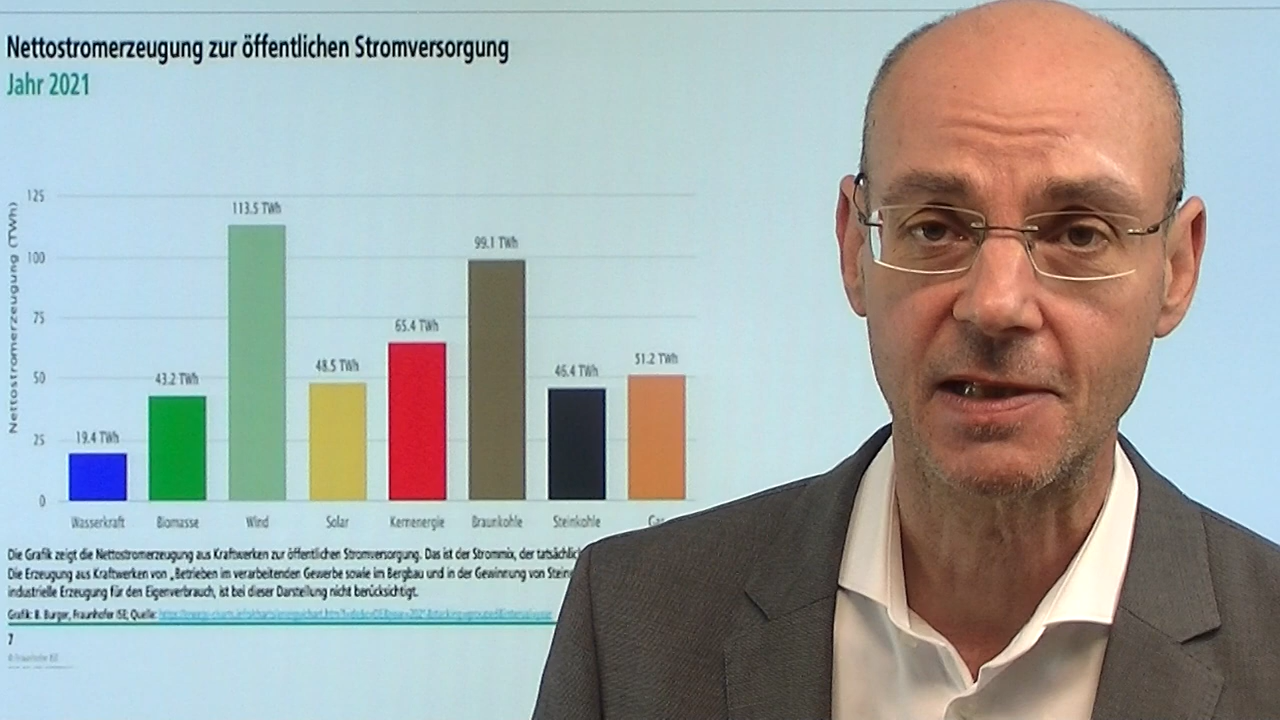 Nettostromerzeugung zur öffentlichen Stromversorgung
Jahr 2021
Nettostromerzeugung (TWh)
125
100
75
50
25
0
19.4 TWh
43.2 TWh
113.5 TWh
48.5 TWh
65.4 TWh
99.1 TWh
46.4 TWh
51.2 TWh
Wasserkraft
Biomasse
Wind
Solar
Kernenergie
Braunkohle
Steinkohle
Gas
Die Grafik zeigt die Nettostromerzeugung aus Kraftwerken zur öffentlichen Stromversorgung. Das ist der Strommix, der tatsächlich
Die Erzeugung aus Kraftwerken von „Betrieben im verarbeitenden Gewerbe sowie im Bergbau und in der Gewinnung von Stein
industrielle Erzeugung für den Eigenverbrauch, ist bei dieser Darstellung nicht berücksichtigt.
Grafik: B. Burger, Fraunhofer ISE; Quelle:
7
© Fraunhofer ISE